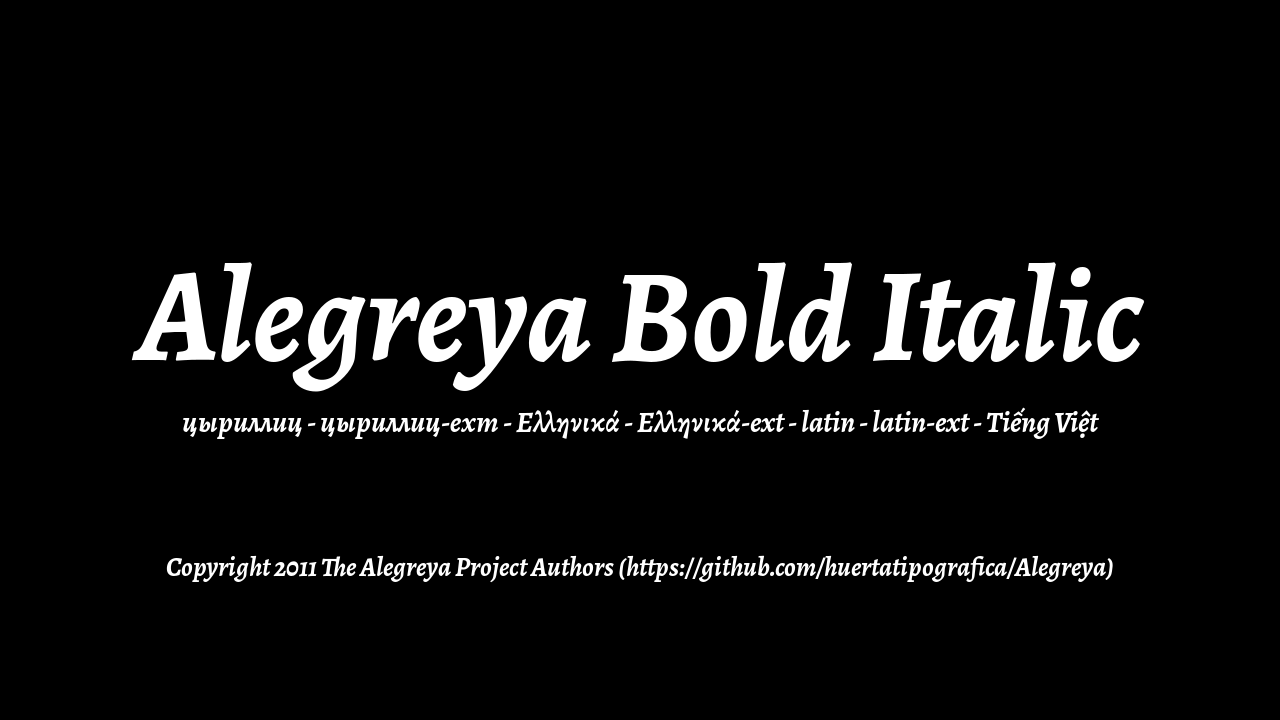 Alegreya Bold Italic
цыриллиц - цыриллиц-ext - Ελληνικά - Ελληνικά-ext - latin - latin-ext - Tiếng Việt
Copyright 2011 The Alegreya Project Authors (https://github.com/huertatipografica/Alegreya)